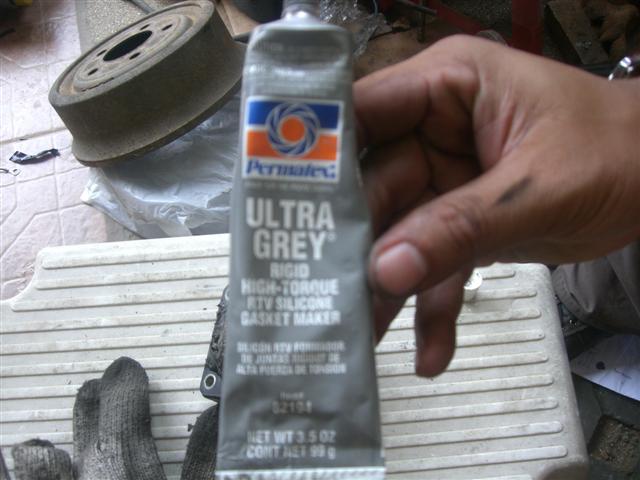 Permatex®
ULTRA
GREY®
RIGID
HIGH-TORQUE
RTV SILICONE
GASKET MAKER
SILICON RTV FORMADOR
DE JUNTAS RIGIDO DE
ALTA FUERZA DE TORSION
82194
NET WT 3.5 OZ
CONT NET 99 g